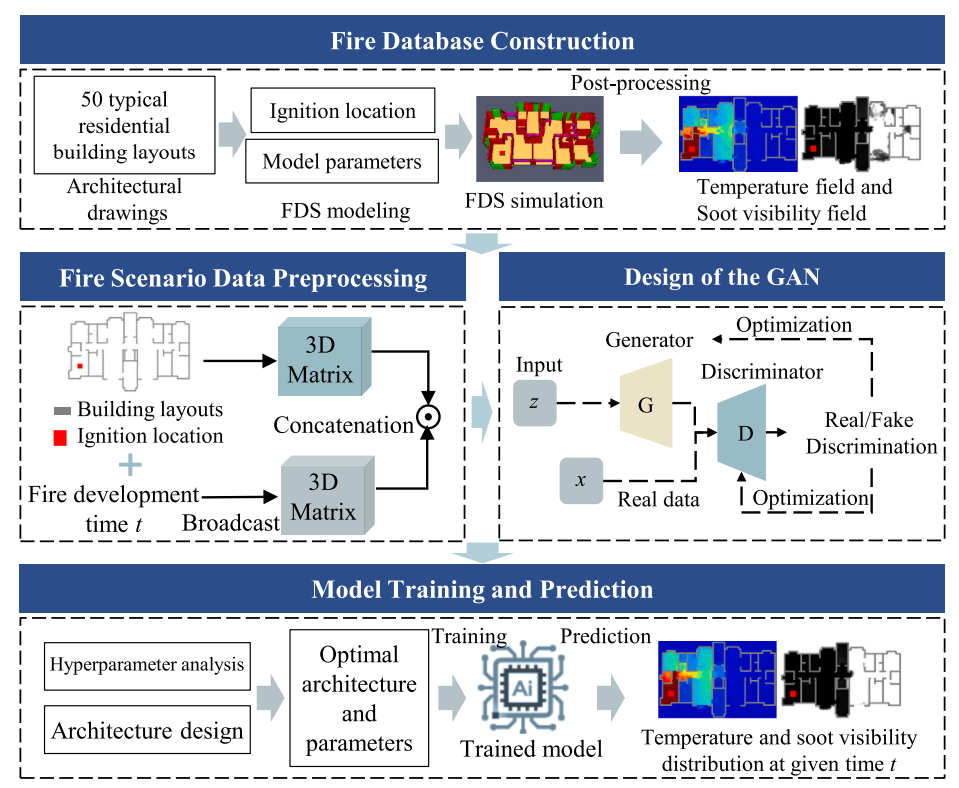 Fire Database Construction
50 typical
residential
building layouts
Architectural
drawings
Ignition location
Model parameters
FDS modeling
FDS simulation
Post-processing
Temperature field and
Soot visibility field
Fire Scenario Data Preprocessing
Building layouts
Ignition location
+
Fire development
time t
Broadcast
3D
Matrix
Concatenation
3D
Matrix
Design of the GAN
Optimization
Generator
Input
z
G
Discriminator
D
Real/Fake
Discrimination
x
Real data
Optimization
Model Training and Prediction
Hyperparameter analysis
Architecture design
Optimal
architecture
and
parameters
Training
Ai
Trained model
Prediction
Temperature and soot visibility
distribution at given time t